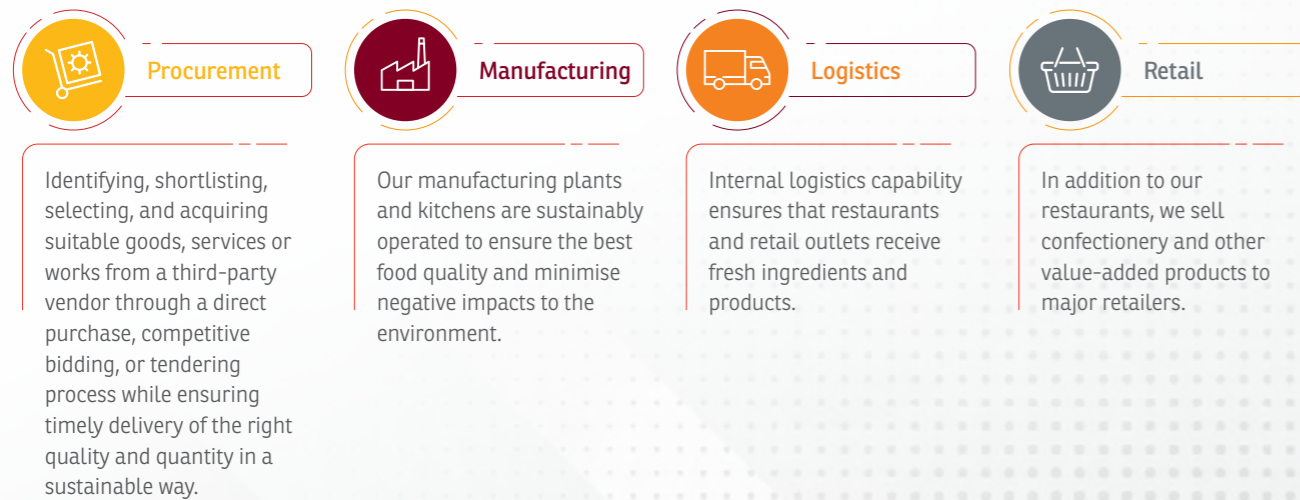 Procurement
Identifying, shortlisting,
selecting, and acquiring
suitable goods, services or
works from a third-party
vendor through a direct
purchase, competitive
bidding, or tendering
process while ensuring
timely delivery of the right
quality and quantity in a
sustainable way.
Manufacturing
Our manufacturing plants
and kitchens are sustainably
operated to ensure the best
food quality and minimise
negative impacts to the
environment.
Logistics
Internal logistics capability
ensures that restaurants
and retail outlets receive
fresh ingredients and
products.
Retail
In addition to our
restaurants, we sell
confectionery and other
value-added products to
major retailers.